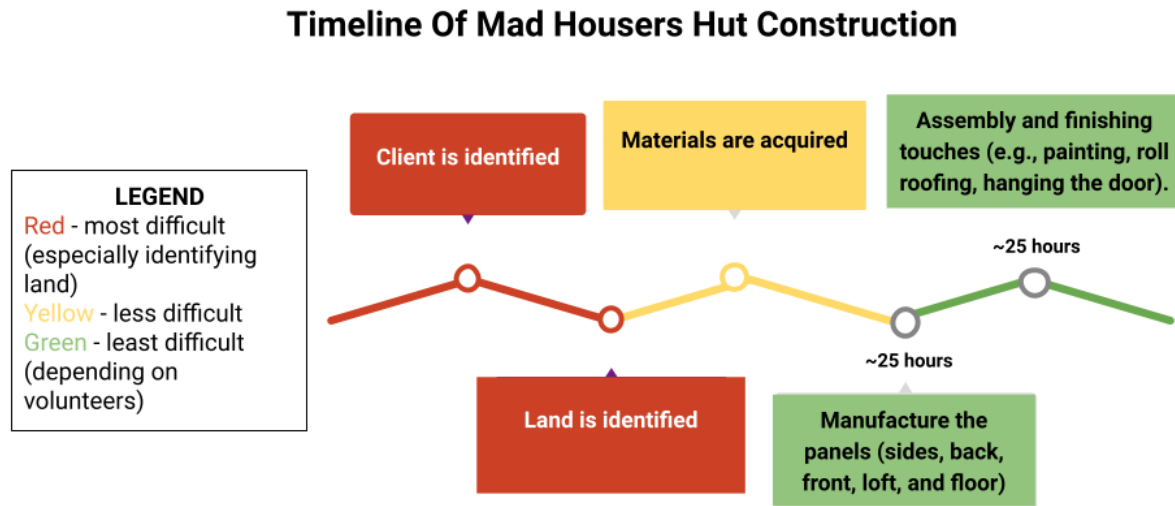 Timeline Of Mad Housers Hut Construction
LEGEND
Red - most difficult
(especially identifying
land)
Yellow - less difficult
Green - least difficult
(depending on
volunteers)
Client is identified
Materials are acquired
Assembly and finishing
touches (e.g., painting, roll
roofing, hanging the door).
~25 hours
~25 hours
Land is identified
Manufacture the
panels (sides, back,
front, loft, and floor)